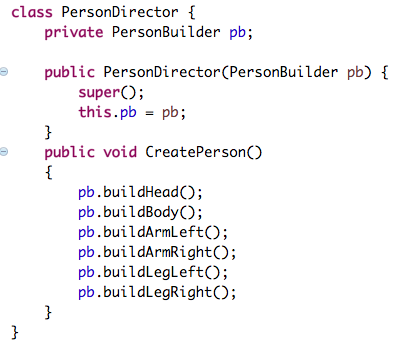 class PersonDirector {
    private PersonBuilder pb;

    public PersonDirector(PersonBuilder pb) {
        super();
        this.pb = pb;
    }
    public void CreatePerson()
    {
        pb.buildHead();
        pb.buildBody();
        pb.buildArmLeft();
        pb.buildArmRight();
        pb.buildLegLeft();
        pb.buildLegRight();
    }
}